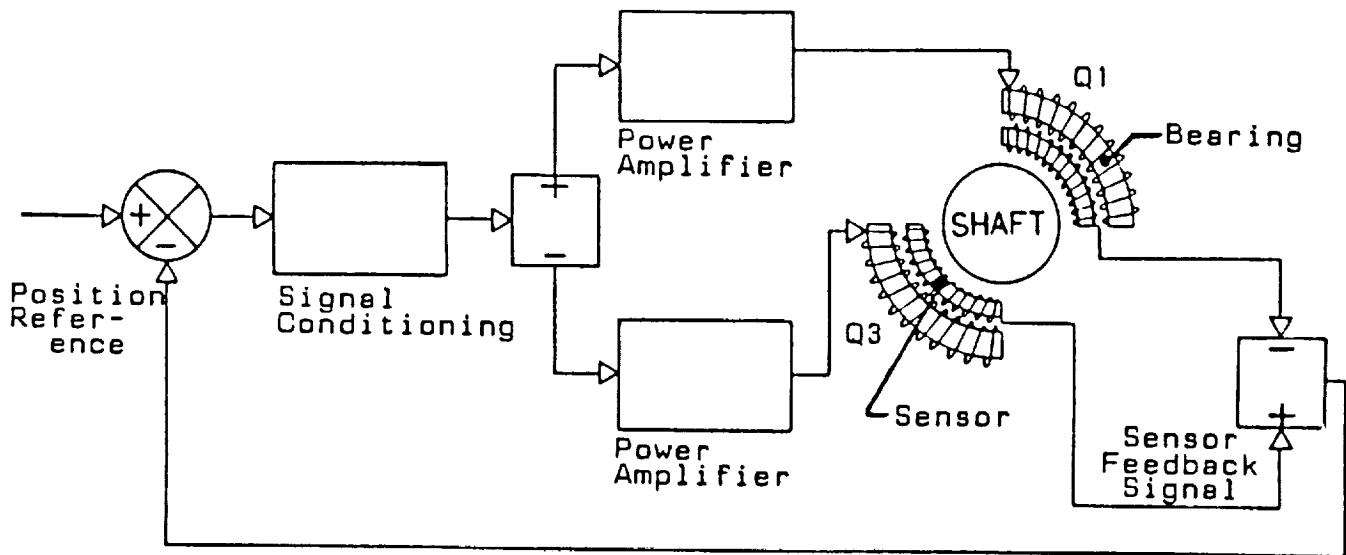 Power
Amplifier
Q1
Bearing
+
+
-
SHAFT
-
Position
Refer-
ence
Signal
Conditioning
Q3
-
+
Sensor
Power
Amplifier
Sensor
Feedback
Signal